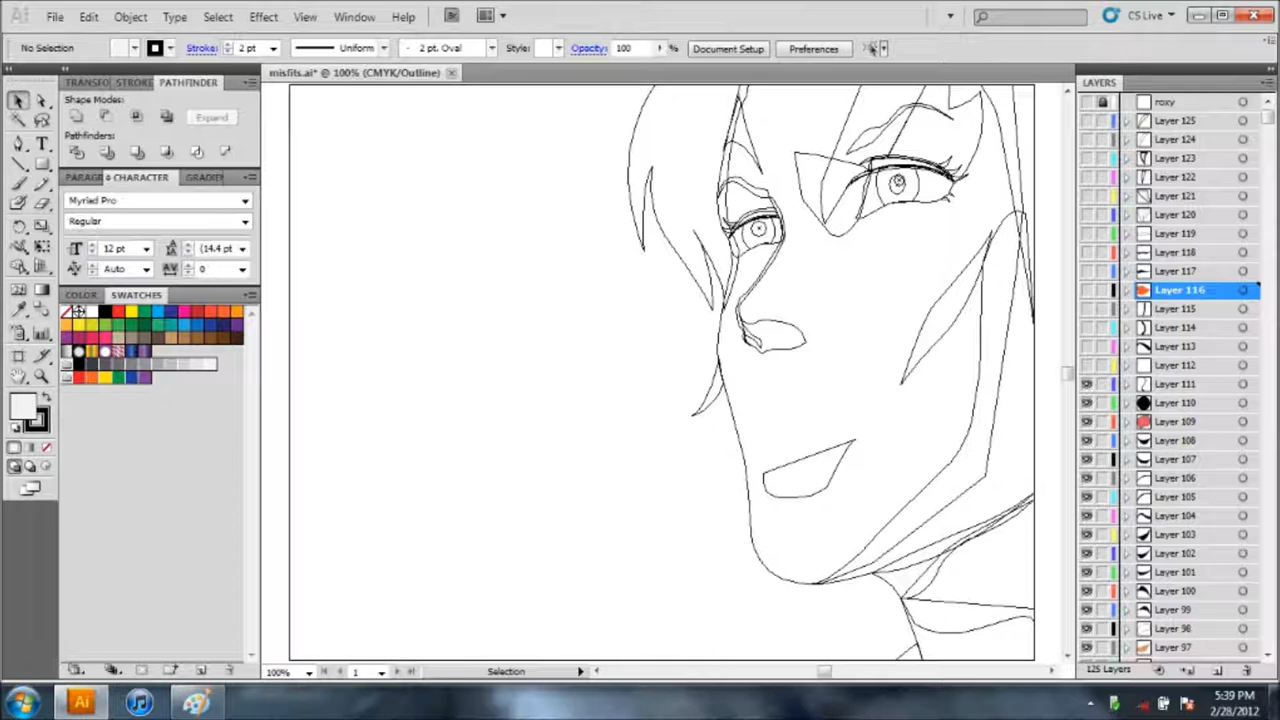 Ai File Edit Object Type Select Effect View Window Help CS Live
No Selection Stroke: 2 pt Uniform 2 pt. Oval Style: Opacity: 100 % Document Setup Preferences
misfits.ai* @ 100% (CMYK/Outline)
TRANSFO STROKE PATHFINDER
Shape Modes:
Expand
Pathfinders:
PARAGR CHARACTER GRADIE
Myriad Pro
Regular
12 pt (14.4 pt
Auto 0
COLOR SWATCHES
LAYERS
roxy
Layer 125
Layer 124
Layer 123
Layer 122
Layer 121
Layer 120
Layer 119
Layer 118
Layer 117
Layer 116
Layer 115
Layer 114
Layer 113
Layer 112
Layer 111
Layer 110
Layer 109
Layer 108
Layer 107
Layer 106
Layer 105
Layer 104
Layer 103
Layer 102
Layer 101
Layer 100
Layer 99
Layer 98
Layer 97
125 Layers
100% 1 Selection
Ai
5:39 PM
2/28/2012